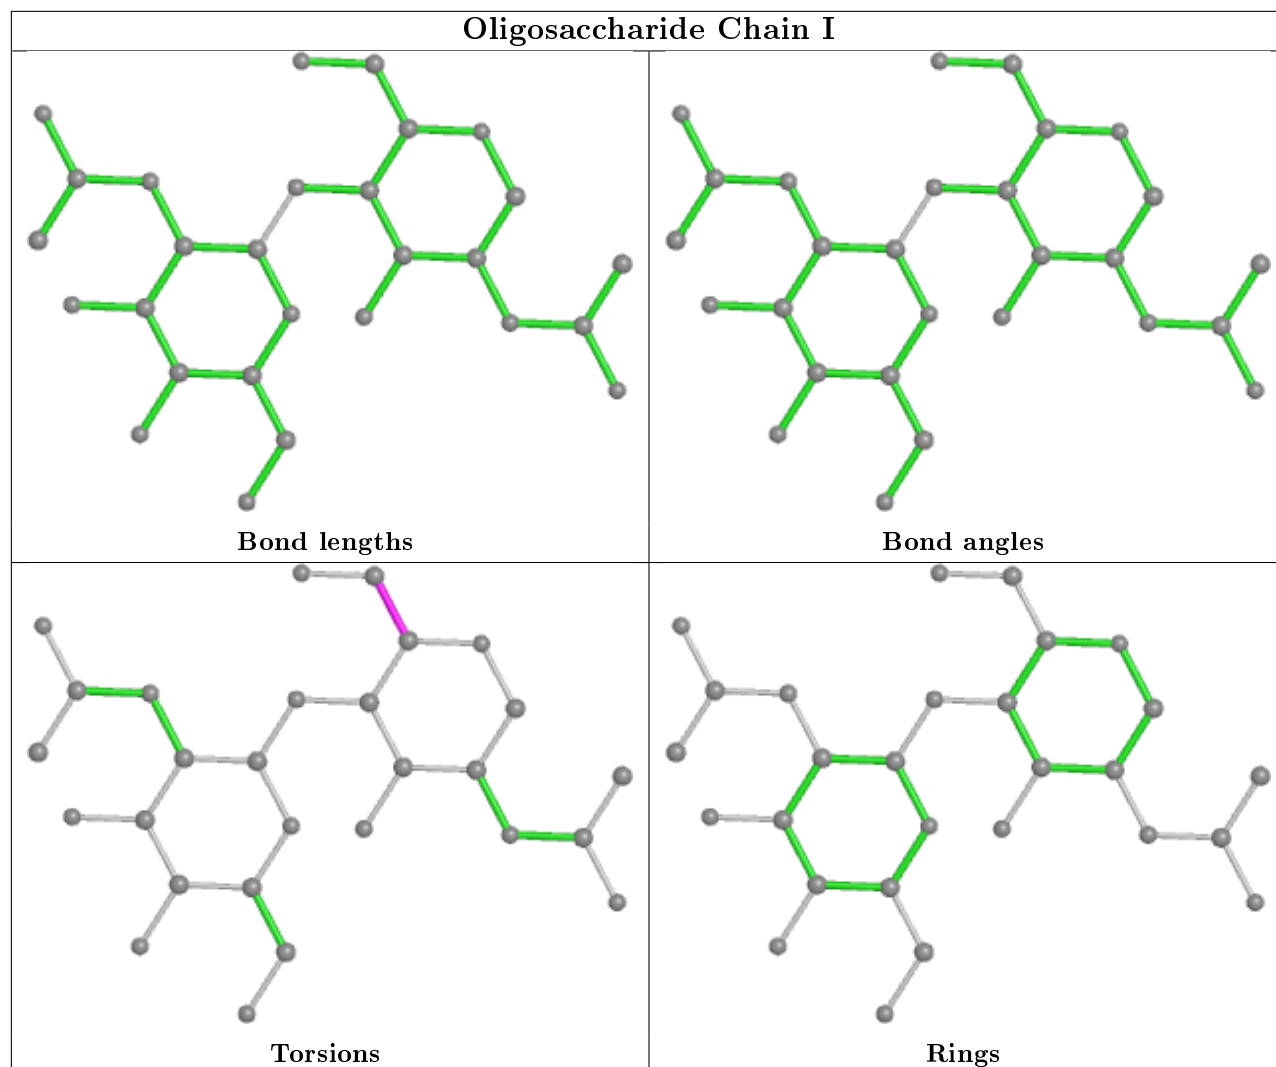 Oligosaccharide Chain I
Bond lengths
Bond angles
Torsions
Rings